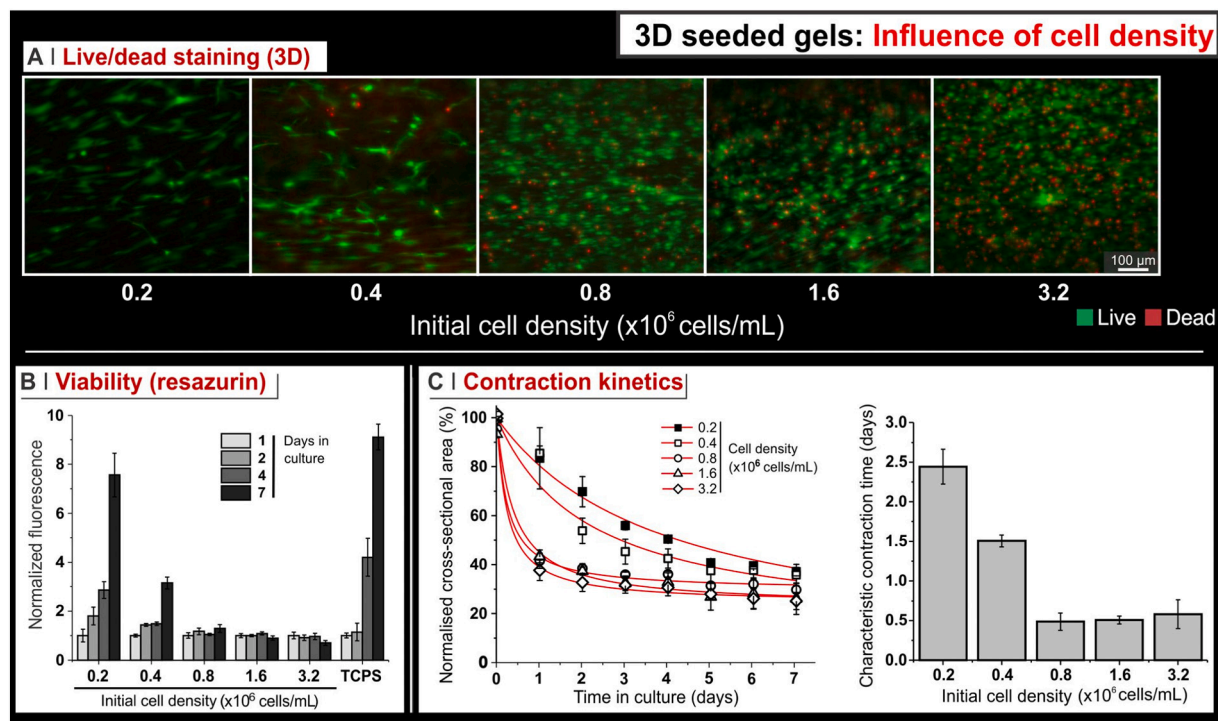 3D seeded gels: Influence of cell density
A | Live/dead staining (3D)
100 µm
0.2 0.4 0.8 1.6 3.2
Initial cell density (x10⁶ cells/mL)
Live Dead
B | Viability (resazurin)
Normalized fluorescence
10
8
6
4
2
0
1
2
4
7
Days in
culture
0.2 0.4 0.8 1.6 3.2 TCPS
Initial cell density (x10⁶ cells/mL)
C | Contraction kinetics
Normalised cross-sectional area (%)
100
80
60
40
20
0
0.2
0.4
0.8
1.6
3.2
Cell density
(x10⁶ cells/mL)
0 1 2 3 4 5 6 7
Time in culture (days)
Characteristic contraction time (days)
3.0
2.5
2.0
1.5
1.0
0.5
0.0
0.2 0.4 0.8 1.6 3.2
Initial cell density (x10⁶ cells/mL)